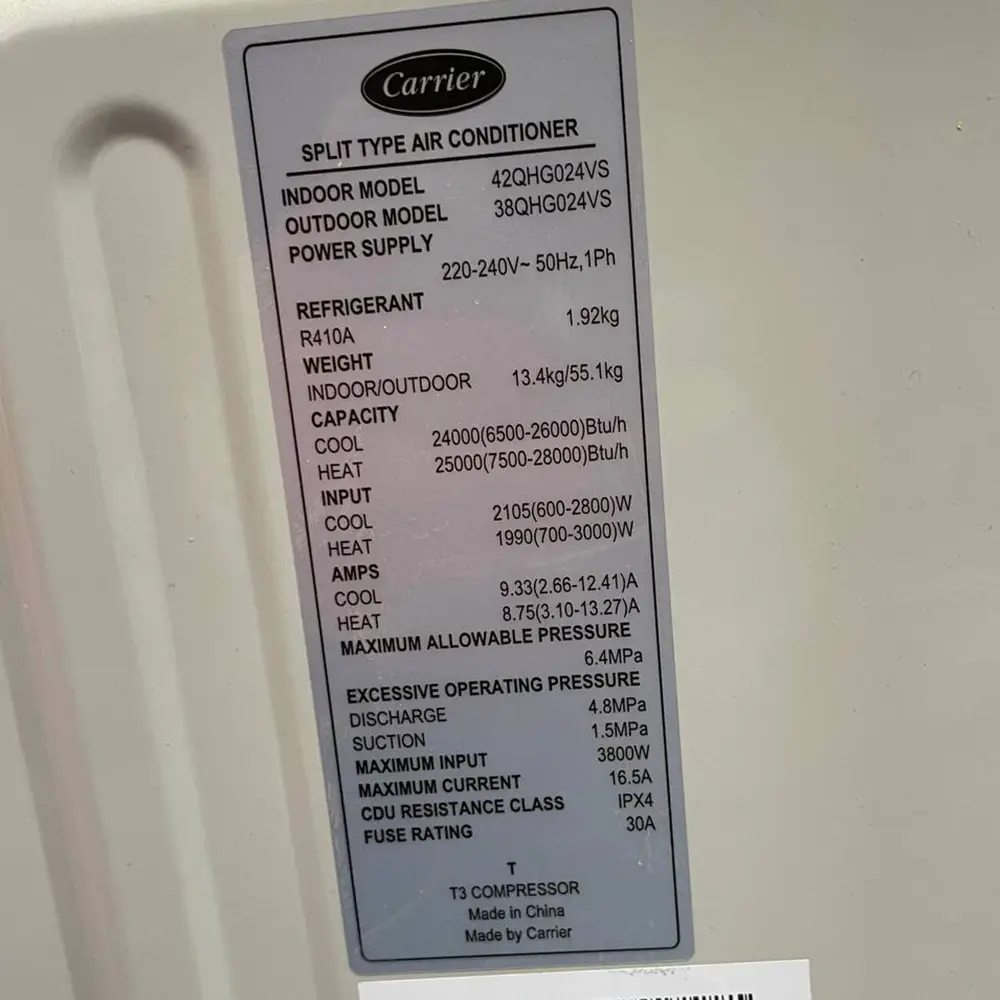 Carrier
SPLIT TYPE AIR CONDITIONER
INDOOR MODEL 42QHG024VS
OUTDOOR MODEL 38QHG024VS
POWER SUPPLY
220-240V~ 50Hz,1Ph
REFRIGERANT
R410A 1.92kg
WEIGHT
INDOOR/OUTDOOR 13.4kg/55.1kg
CAPACITY
COOL 24000(6500-26000)Btu/h
HEAT 25000(7500-28000)Btu/h
INPUT
COOL 2105(600-2800)W
HEAT 1990(700-3000)W
AMPS
COOL 9.33(2.66-12.41)A
HEAT 8.75(3.10-13.27)A
MAXIMUM ALLOWABLE PRESSURE
6.4MPa
EXCESSIVE OPERATING PRESSURE
DISCHARGE 4.8MPa
SUCTION 1.5MPa
MAXIMUM INPUT 3800W
MAXIMUM CURRENT 16.5A
CDU RESISTANCE CLASS IPX4
FUSE RATING 30A
T
T3 COMPRESSOR
Made in China
Made by Carrier